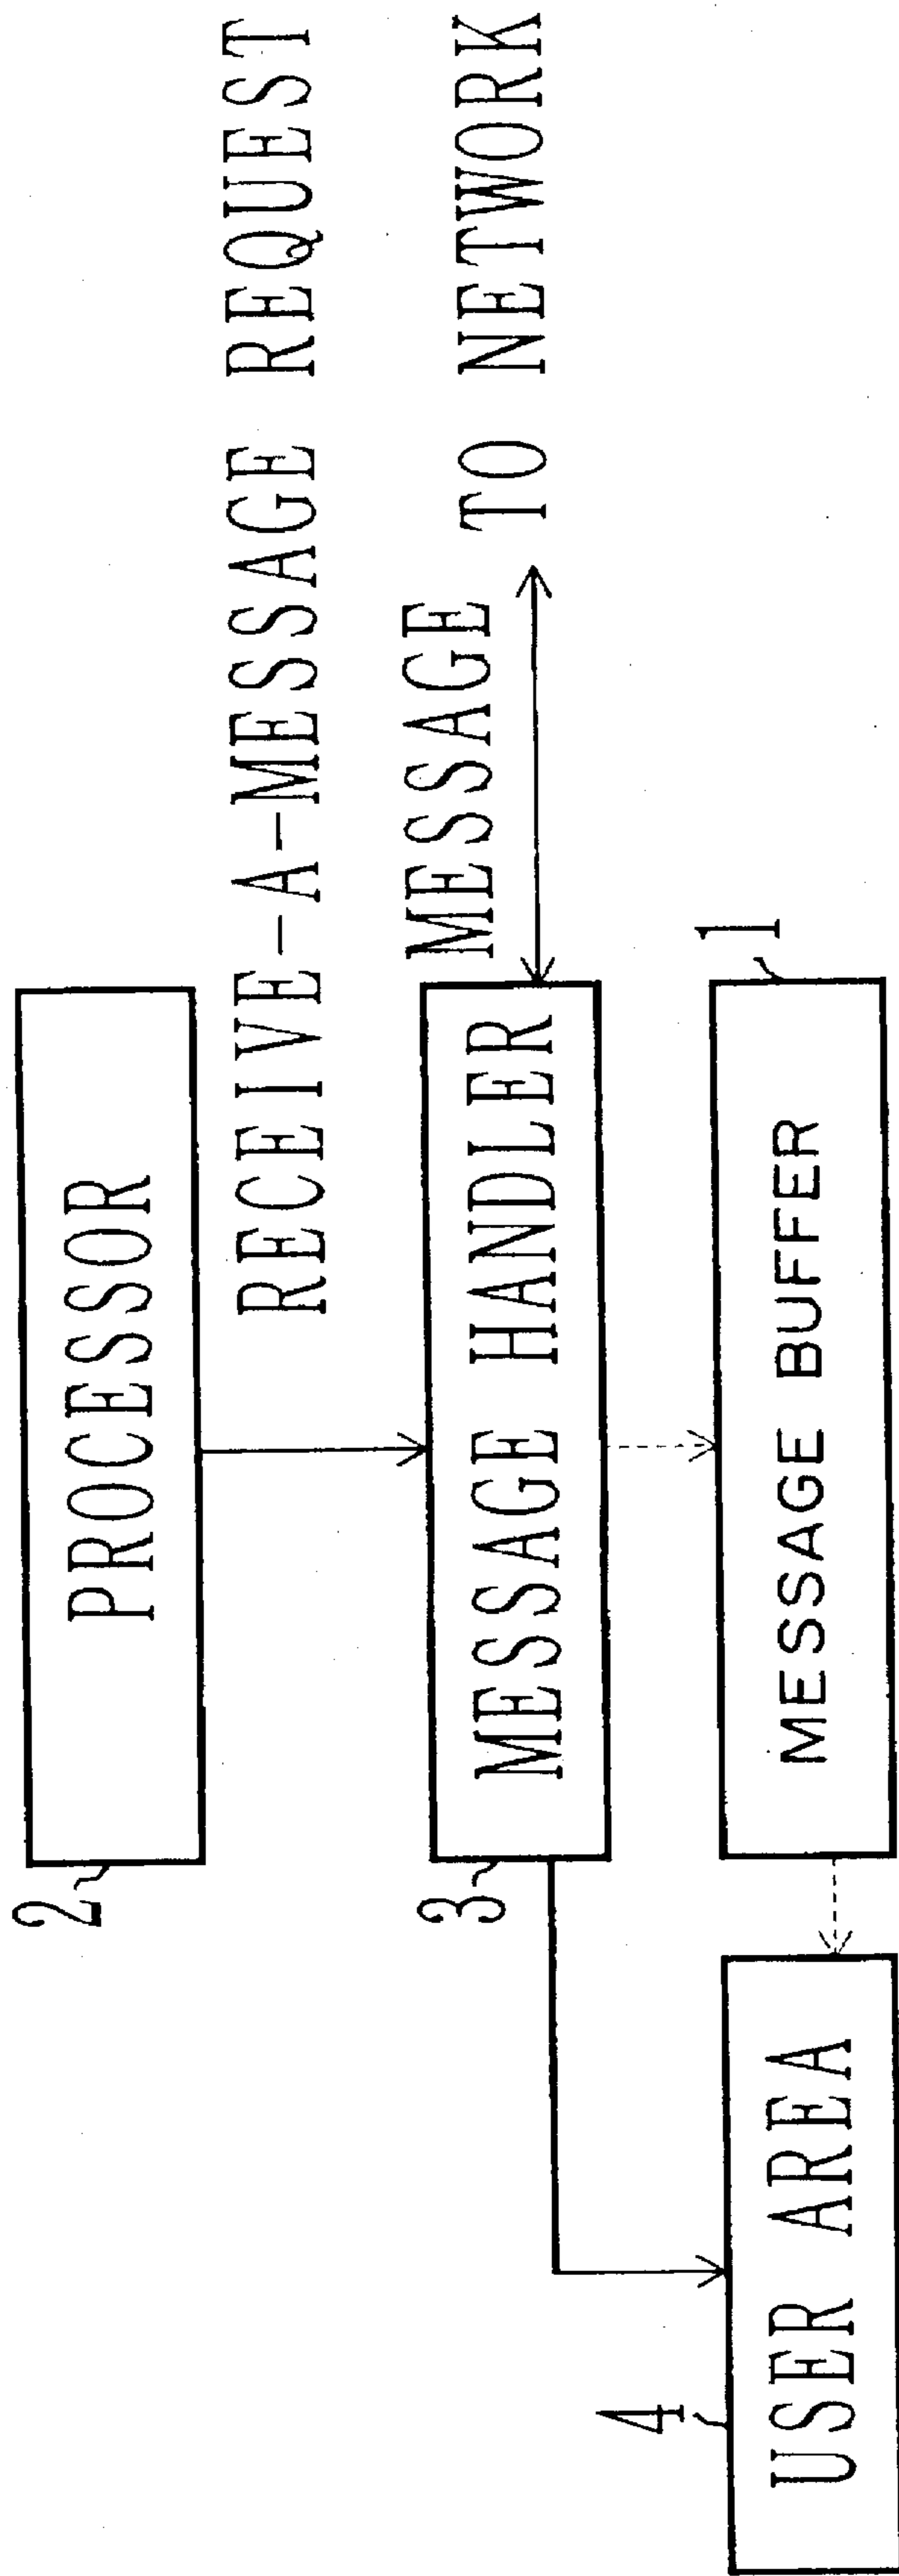 2
PROCESSOR
RECEIVE-A-MESSAGE REQUEST
3
MESSAGE HANDLER
MESSAGE
TO NETWORK
4
USER AREA
MESSAGE BUFFER
1